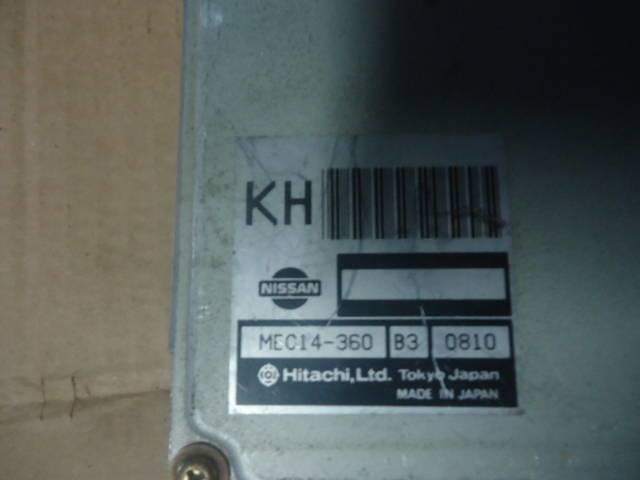 KH
NISSAN
MEC14-360 B3 0810
Hitachi, Ltd. Tokyo Japan
MADE IN JAPAN